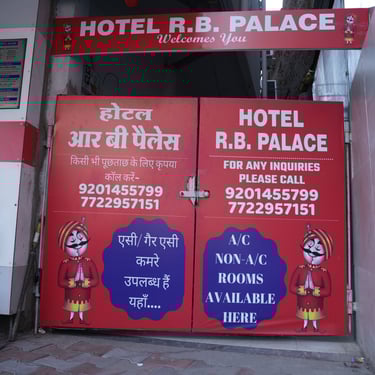 HOTEL R.B. PALACE
Welcomes You
होटल
आर बी पैलेस
किसी भी पूछताछ के लिए कृपया
कॉल करें-
9201455799
7722957151
एसी/ गैर एसी
कमरे
उपलब्ध हैं
यहाँ....
HOTEL
R.B. PALACE
FOR ANY INQUIRIES
PLEASE CALL
9201455799
7722957151
A/C
NON-A/C
ROOMS
AVAILABLE
HERE